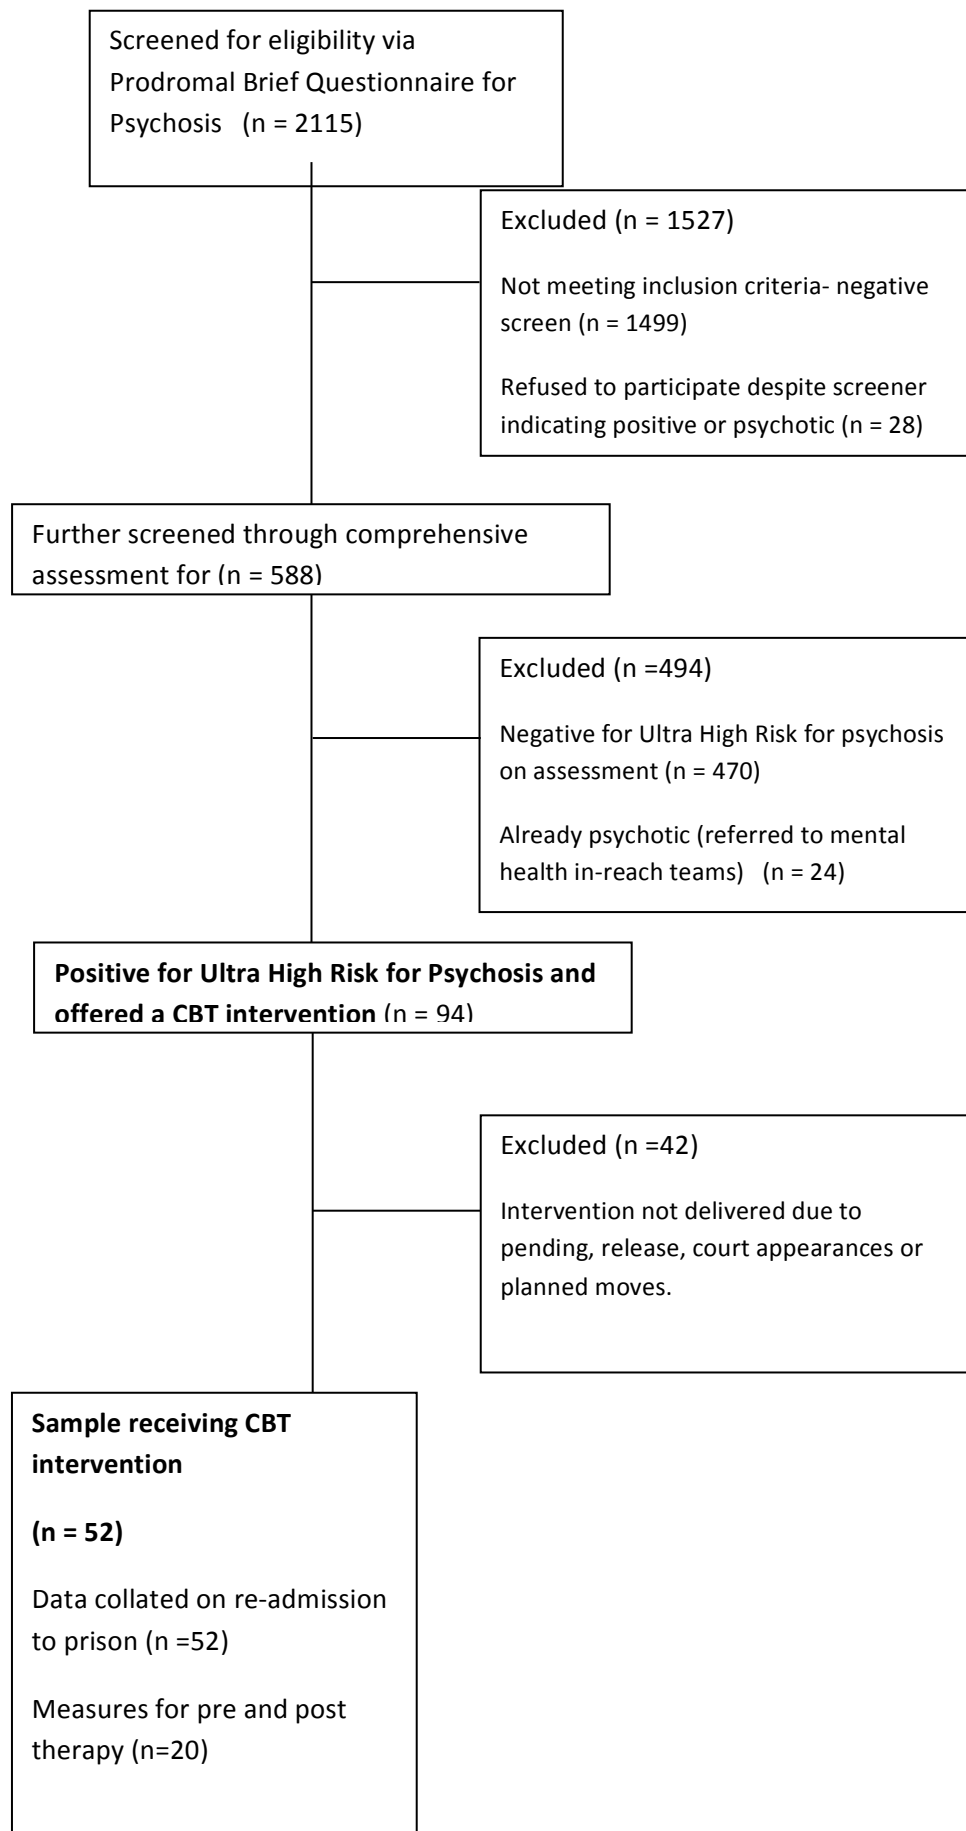 Screened for eligibility via
Prodromal Brief Questionnaire for
Psychosis (n = 2115)
Excluded (n = 1527)
Not meeting inclusion criteria- negative
screen (n = 1499)
Refused to participate despite screener
indicating positive or psychotic (n = 28)
Further screened through comprehensive
assessment for (n = 588)
Excluded (n =494)
Negative for Ultra High Risk for psychosis
on assessment (n = 470)
Already psychotic (referred to mental
health in-reach teams) (n = 24)
Positive for Ultra High Risk for Psychosis and
offered a CBT intervention (n = 94)
Excluded (n =42)
Intervention not delivered due to
pending, release, court appearances or
planned moves.
Sample receiving CBT
intervention
(n = 52)
Data collated on re-admission
to prison (n =52)
Measures for pre and post
therapy (n=20)